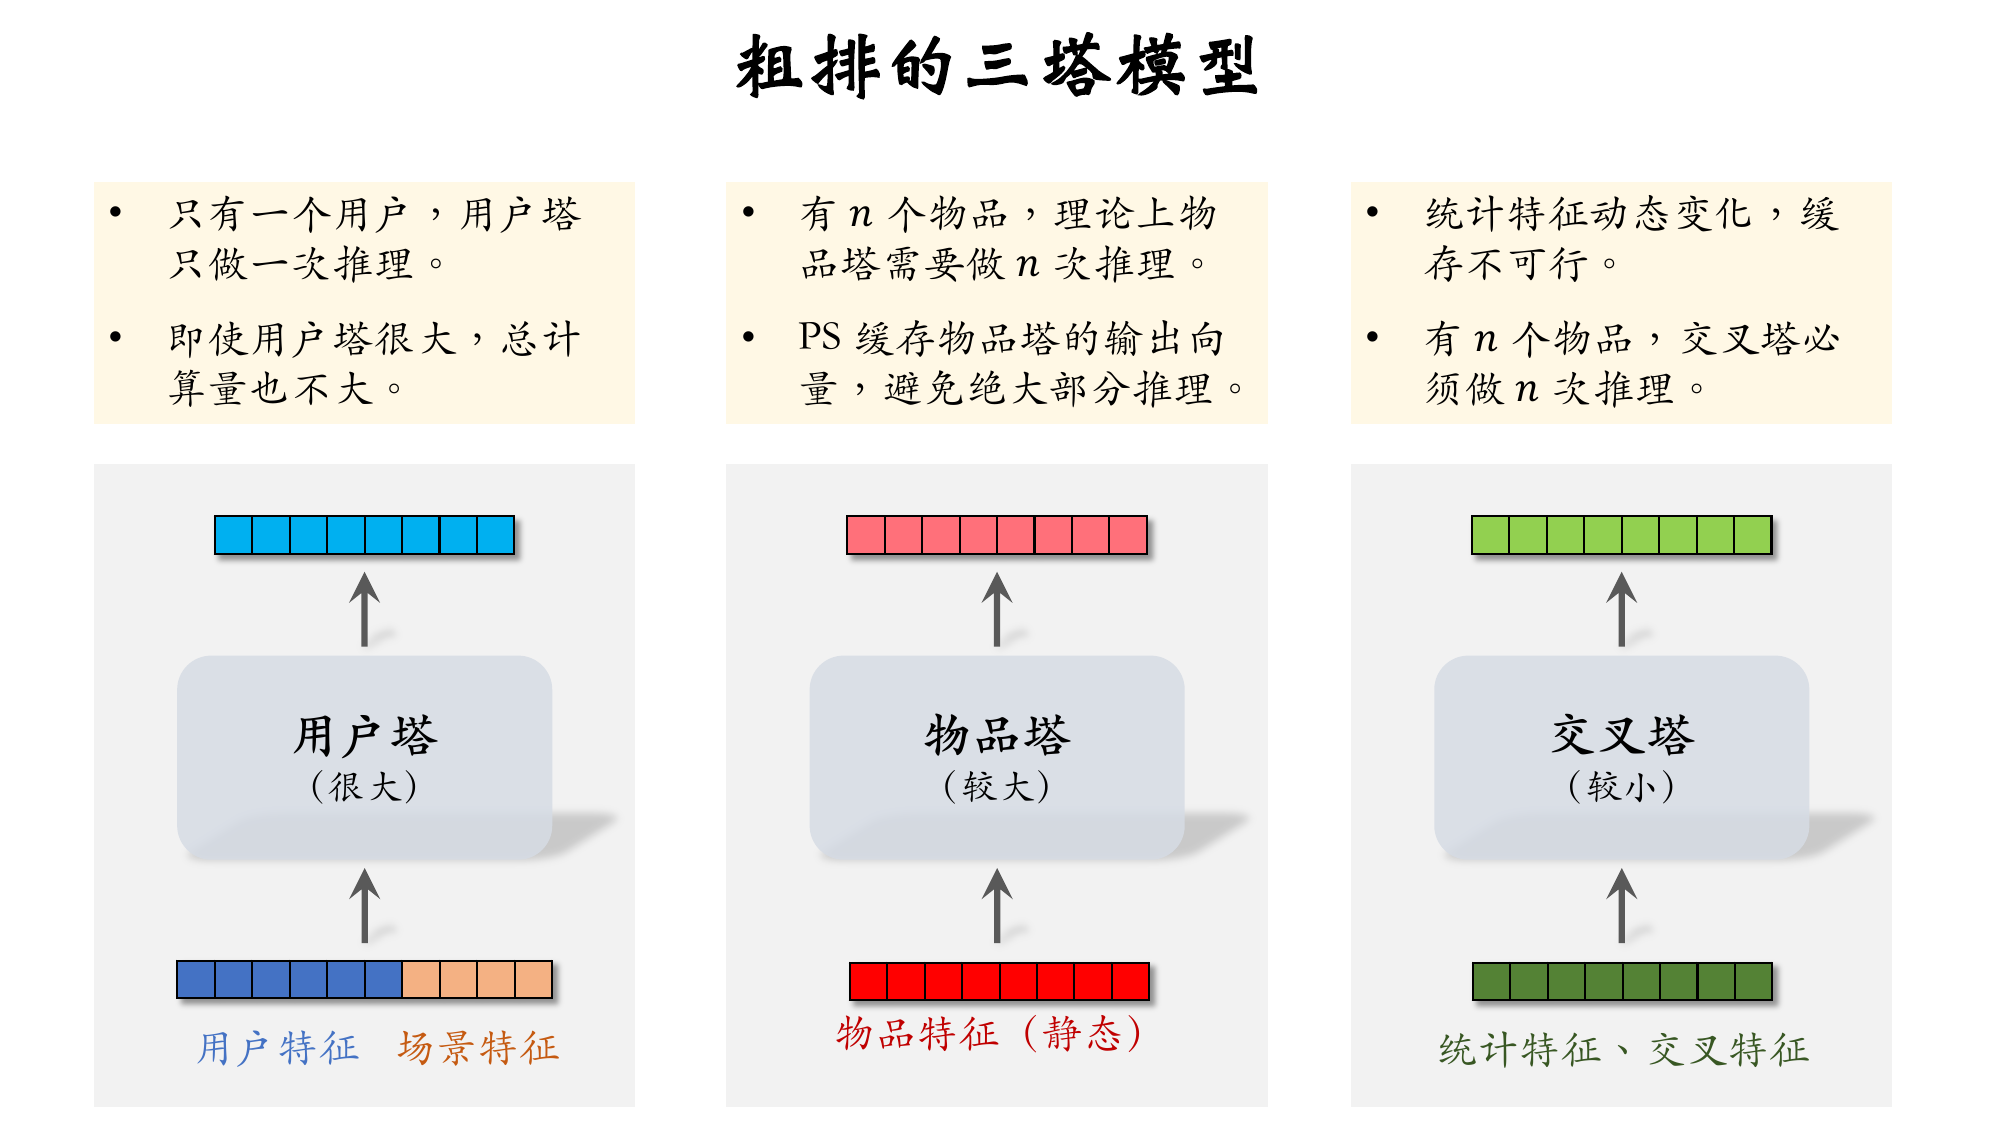 粗排的三塔模型
• 只有一个用户，用户塔
只做一次推理。
• 即使用户塔很大，总计
算量也不大。
• 有 n 个物品，理论上物
品塔需要做 n 次推理。
• PS 缓存物品塔的输出向
量，避免绝大部分推理。
• 统计特征动态变化，缓
存不可行。
• 有 n 个物品，交叉塔必
须做 n 次推理。
用户塔
（很大）
用户特征 场景特征
物品塔
（较大）
物品特征（静态）
交叉塔
（较小）
统计特征、交叉特征